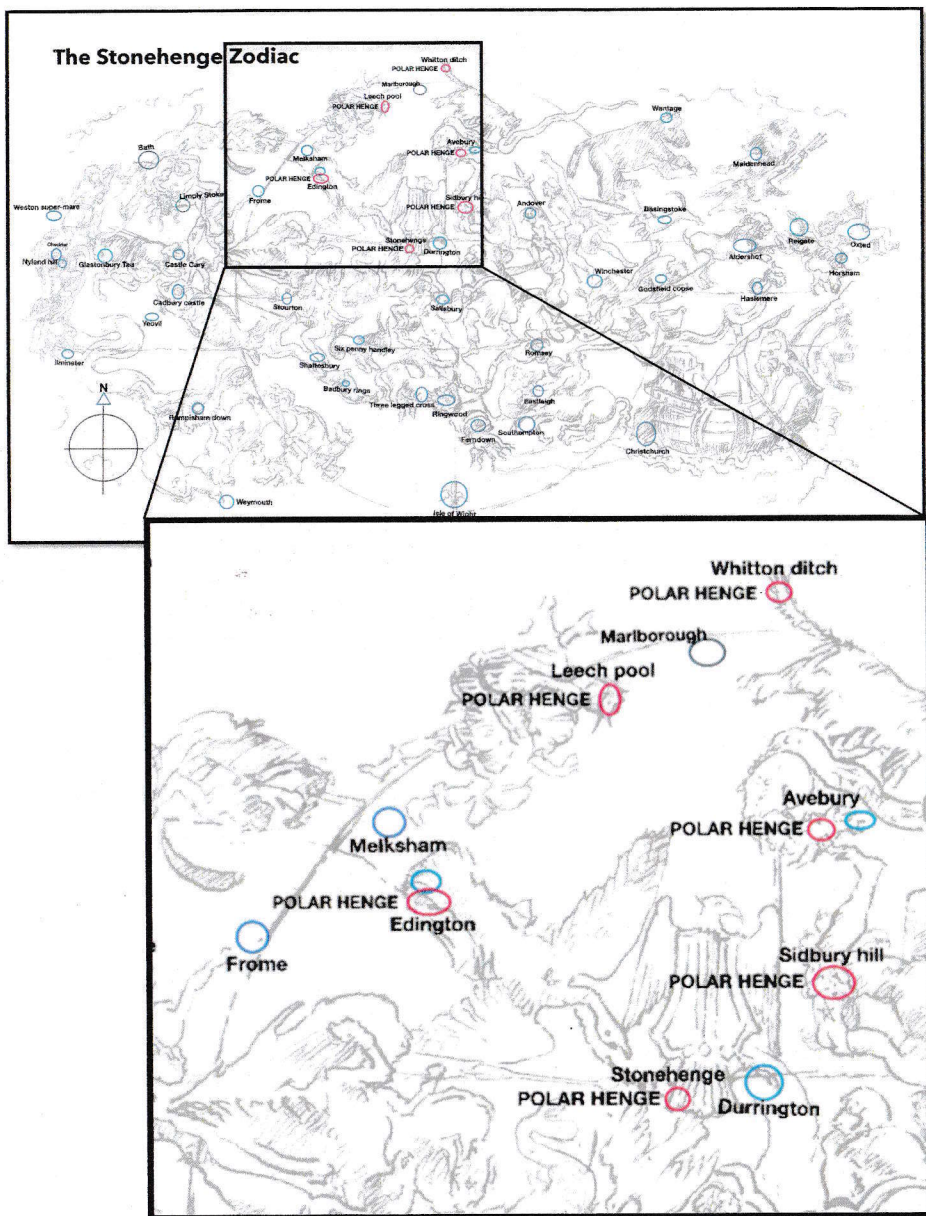 The Stonehenge Zodiac
Whitton ditch
POLAR HENGE
Marlborough
Leech pool
POLAR HENGE
Wantage
Bath
Avebury
POLAR HENGE
Maidenhead
Melksham
POLAR HENGE
Edington
Frome
Limply Stoke
Weston super-mare
Sidbury hi
POLAR HENGE
Andover
Basingstoke
Reigate
Oxted
Stonehenge
POLAR HENGE
Durrington
Nyland hill
Glastonbury Tau
Castle Cary
Aldershot
Horsham
Winchester
Godsfield copse
Haslemere
Cadbury castle
Stourton
Salisbury
Yeovil
Six penny handley
Romsey
Ilminster
Shaftesbury
Badbury rings
Three legged cross
Ringwood
Eastleigh
N
Rampisham down
Ferndown
Southampton
Christchurch
Weymouth
Isle of Wight
Whitton ditch
POLAR HENGE
Marlborough
Leech pool
POLAR HENGE
Avebury
POLAR HENGE
Melksham
POLAR HENGE
Edington
Frome
Sidbury hill
POLAR HENGE
Stonehenge
POLAR HENGE
Durrington